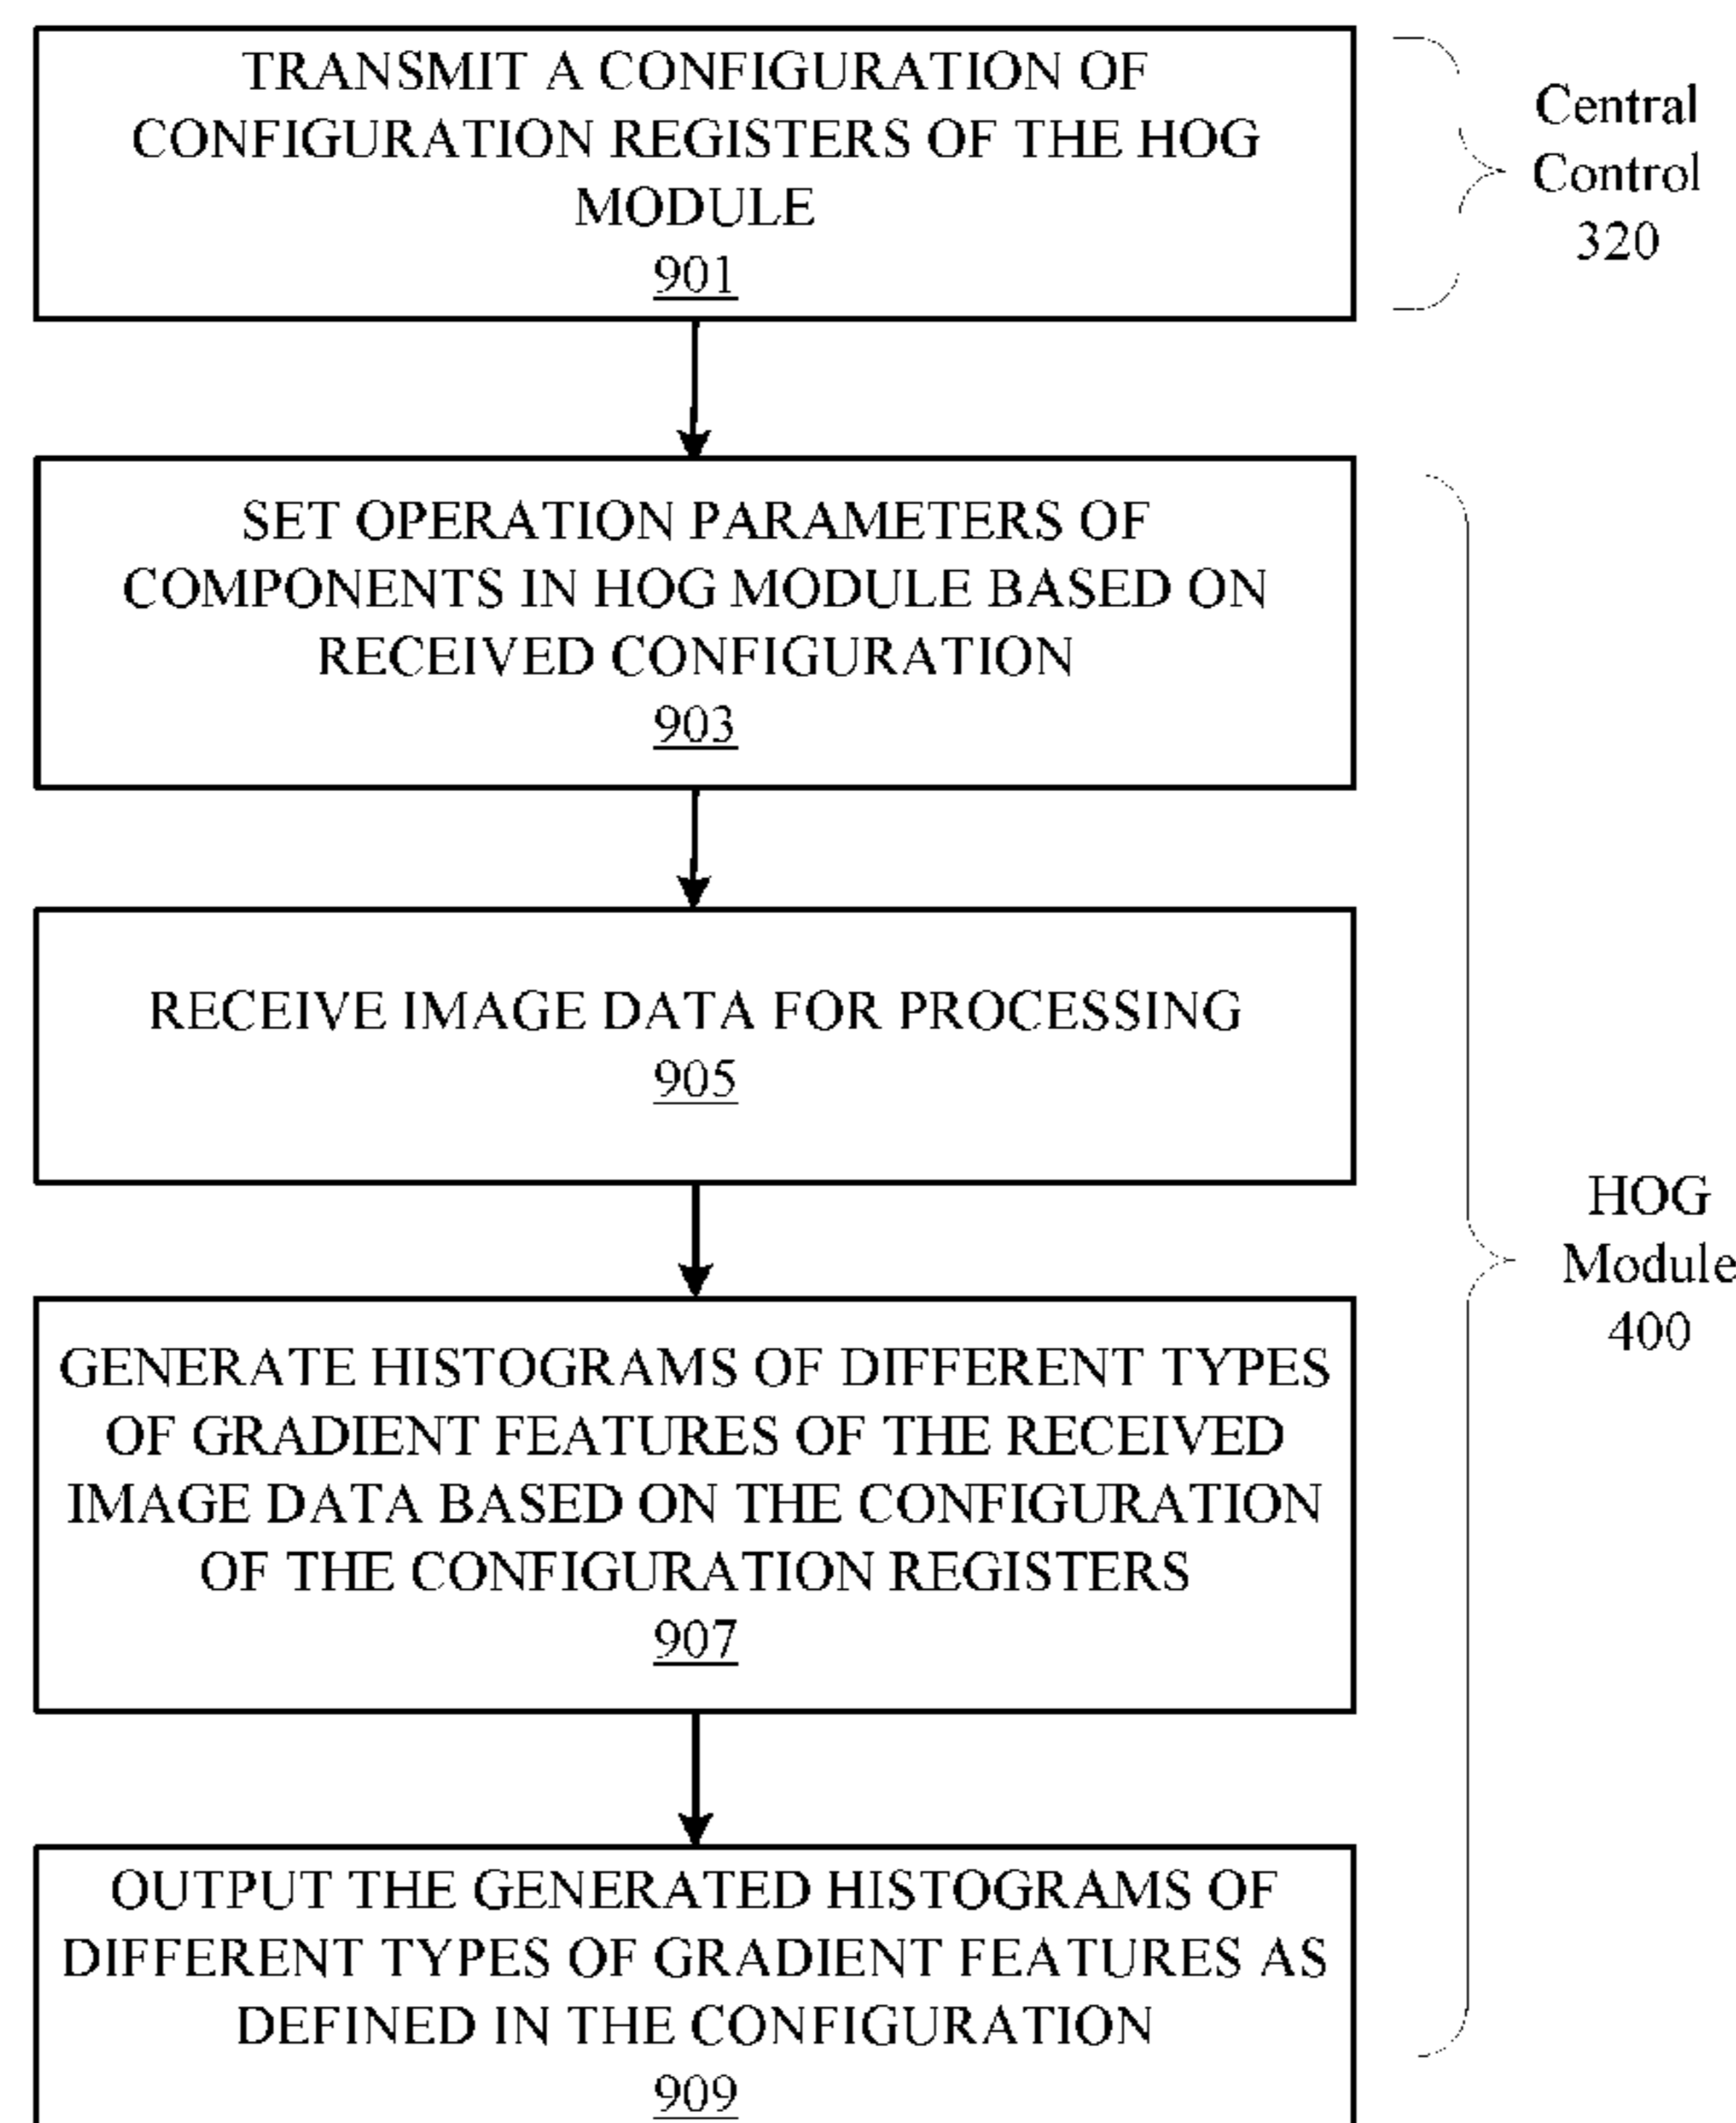 TRANSMIT A CONFIGURATION OF
CONFIGURATION REGISTERS OF THE HOG
MODULE
901
Central
Control
320
SET OPERATION PARAMETERS OF
COMPONENTS IN HOG MODULE BASED ON
RECEIVED CONFIGURATION
903
RECEIVE IMAGE DATA FOR PROCESSING
905
HOG
Module
400
GENERATE HISTOGRAMS OF DIFFERENT TYPES
OF GRADIENT FEATURES OF THE RECEIVED
IMAGE DATA BASED ON THE CONFIGURATION
OF THE CONFIGURATION REGISTERS
907
OUTPUT THE GENERATED HISTOGRAMS OF
DIFFERENT TYPES OF GRADIENT FEATURES AS
DEFINED IN THE CONFIGURATION
909